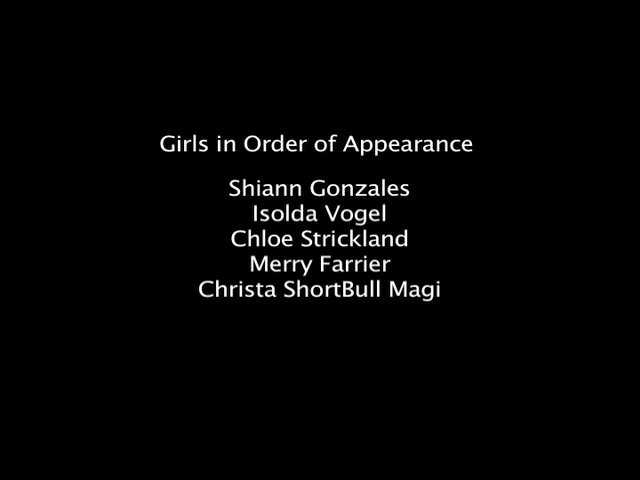 Girls in Order of Appearance
Shiann Gonzales
Isolda Vogel
Chloe Strickland
Merry Farrier
Christa ShortBull Magi